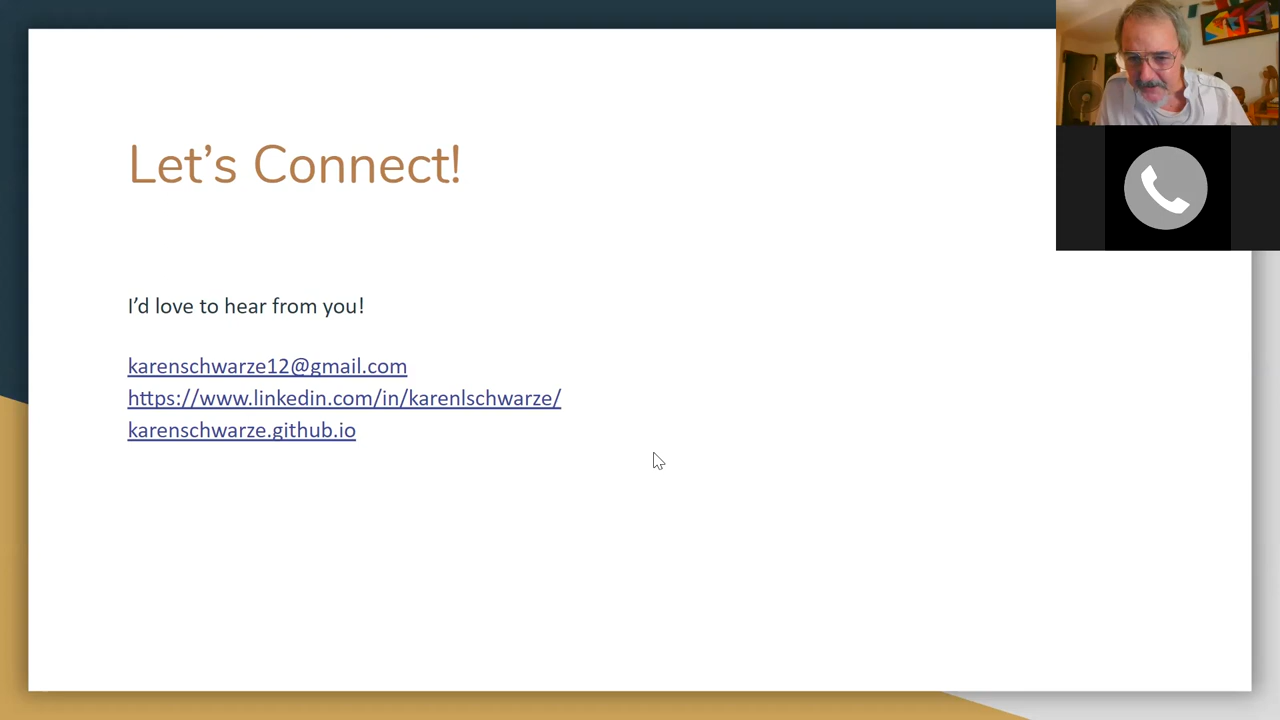 Let’s Connect!
I’d love to hear from you!
karenschwarze12@gmail.com
https://www.linkedin.com/in/karenlschwarze/
karenschwarze.github.io